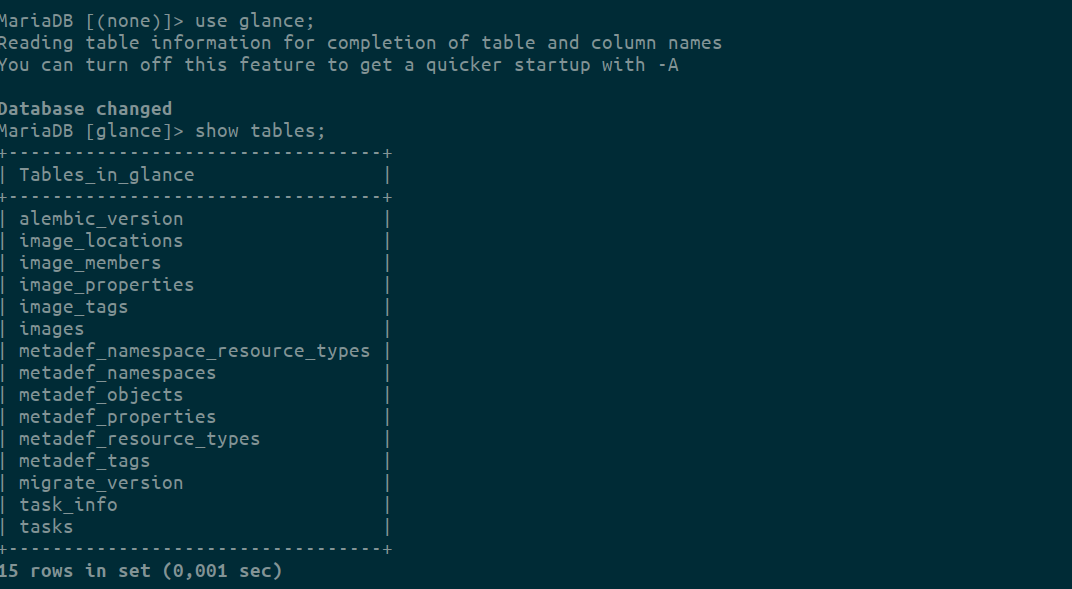 MariaDB [(none)]> use glance;
Reading table information for completion of table and column names
You can turn off this feature to get a quicker startup with -A

Database changed
MariaDB [glance]> show tables;
+----------------------------------+
| Tables_in_glance                 |
+----------------------------------+
| alembic_version                  |
| image_locations                  |
| image_members                    |
| image_properties                 |
| image_tags                       |
| images                           |
| metadef_namespace_resource_types |
| metadef_namespaces               |
| metadef_objects                  |
| metadef_properties               |
| metadef_resource_types           |
| metadef_tags                     |
| migrate_version                  |
| task_info                        |
| tasks                            |
+----------------------------------+
15 rows in set (0,001 sec)